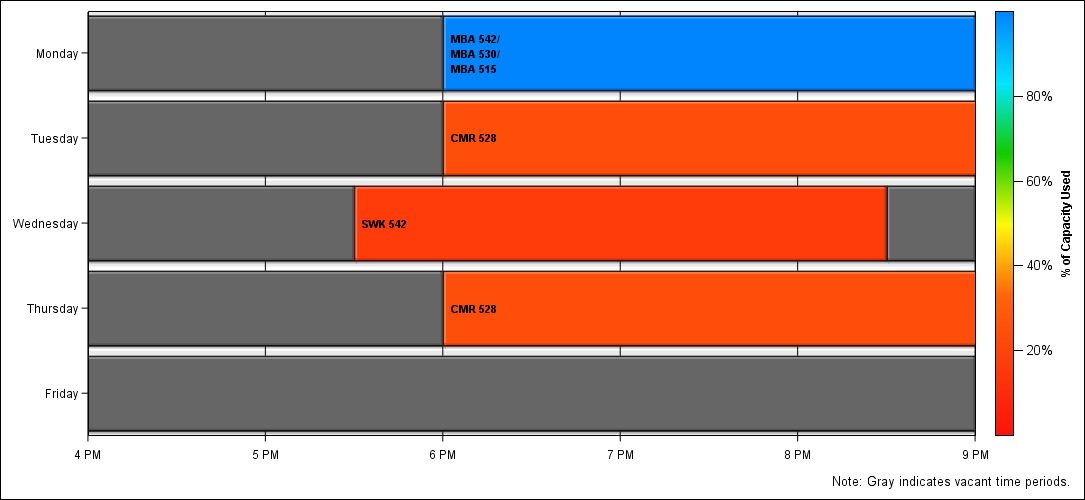 Monday
MBA 542/
MBA 530/
MBA 515
Tuesday
CMR 528
Wednesday
SWK 542
Thursday
CMR 528
Friday
4 PM 5 PM 6 PM 7 PM 8 PM 9 PM
80%
60%
40%
20%
% of Capacity Used
Note: Gray indicates vacant time periods.